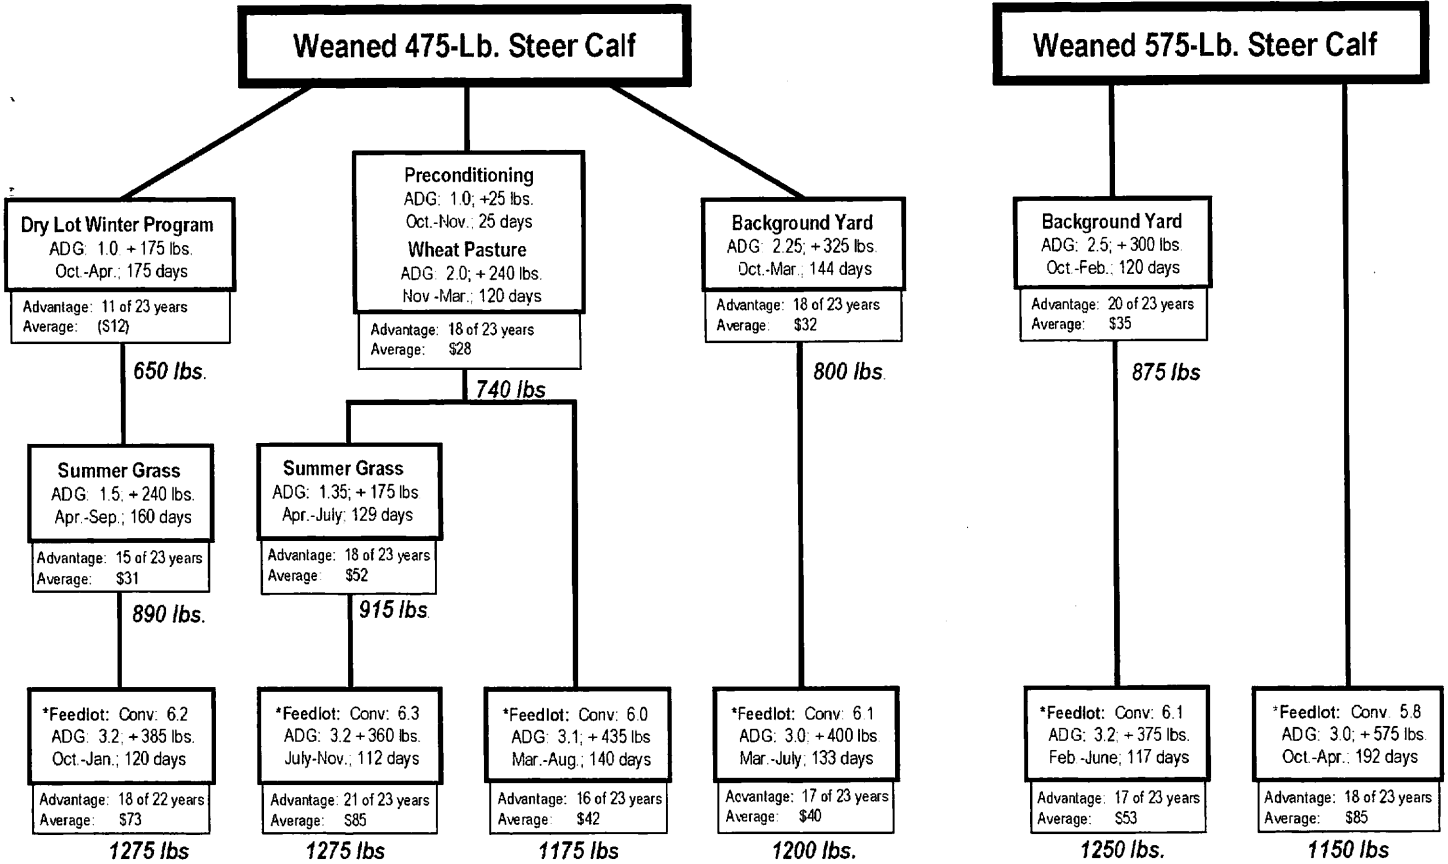 Weaned 475-Lb. Steer Calf
Dry Lot Winter Program
ADG: 1.0 + 175 lbs.
Oct.-Apr.; 175 days
Advantage: 11 of 23 years
Average: ($12)
650 lbs.
Summer Grass
ADG: 1.5; + 240 lbs.
Apr.-Sep.; 160 days
Advantage: 15 of 23 years
Average: $31
890 lbs.
*Feedlot: Conv: 6.2
ADG: 3.2; + 385 lbs.
Oct.-Jan.; 120 days
Advantage: 18 of 22 years
Average: $73
1275 lbs
Preconditioning
ADG: 1.0; +25 lbs.
Oct.-Nov.; 25 days
Wheat Pasture
ADG: 2.0; + 240 lbs.
Nov.-Mar.; 120 days
Advantage: 18 of 23 years
Average: $28
740 lbs
Summer Grass
ADG: 1.35; + 175 lbs
Apr.-July; 129 days
Advantage: 18 of 23 years
Average: $52
915 lbs.
*Feedlot: Conv: 6.3
ADG: 3.2 + 360 lbs.
July-Nov.; 112 days
Advantage: 21 of 23 years
Average: $85
1275 lbs
*Feedlot: Conv: 6.0
ADG: 3.1; + 435 lbs
Mar.-Aug.; 140 days
Advantage: 16 of 23 years
Average: $42
1175 lbs
Background Yard
ADG: 2.25; + 325 lbs.
Oct.-Mar.; 144 days
Advantage: 18 of 23 years
Average: $32
800 lbs.
*Feedlot: Conv: 6.1
ADG: 3.0; + 400 lbs
Mar.-July; 133 days
Advantage: 17 of 23 years
Average: $40
1200 lbs.
Weaned 575-Lb. Steer Calf
Background Yard
ADG: 2.5; + 300 lbs.
Oct.-Feb.; 120 days
Advantage: 20 of 23 years
Average: $35
875 lbs
*Feedlot: Conv: 6.1
ADG: 3.2; + 375 lbs.
Feb.-June; 117 days
Advantage: 17 of 23 years
Average: $53
1250 lbs.
*Feedlot: Conv. 5.8
ADG: 3.0; + 575 lbs.
Oct.-Apr.; 192 days
Advantage: 18 of 23 years
Average: $85
1150 lbs